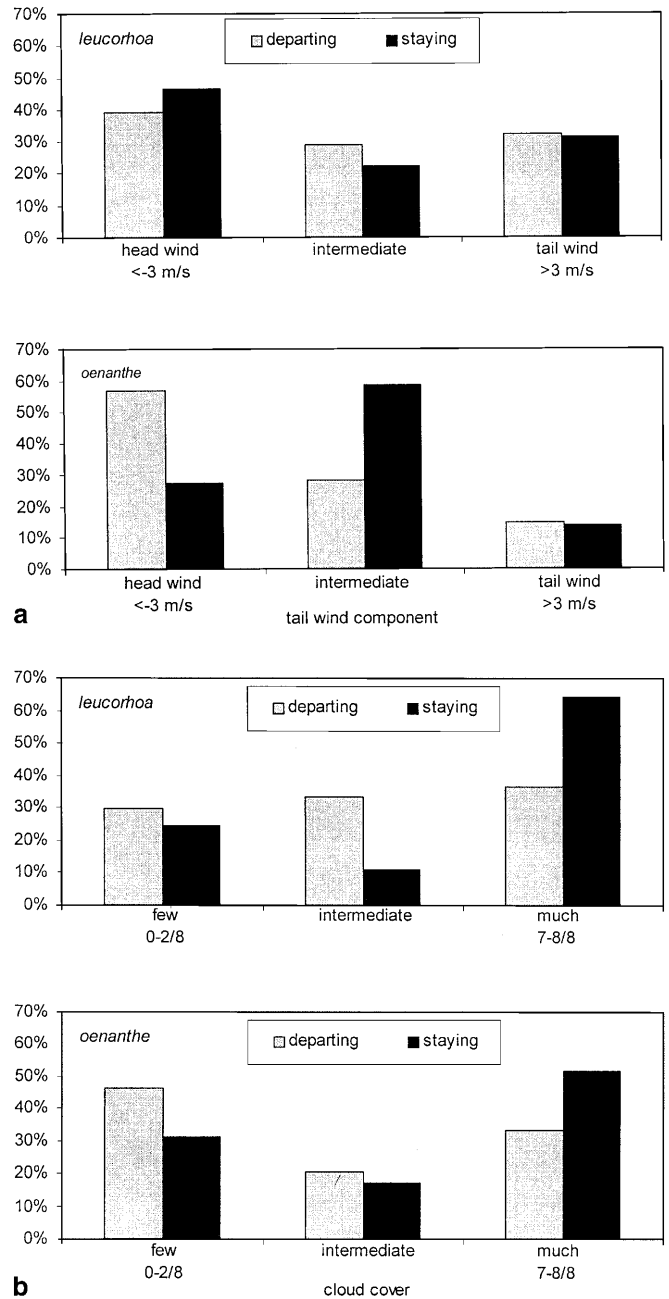 70%
leucorhoa
departing
staying
60%
50%
40%
30%
20%
10%
0%
head wind
<-3 m/s
intermediate
tail wind
>3 m/s
70%
oenanthe
60%
50%
40%
30%
20%
10%
0%
head wind
<-3 m/s
intermediate
tail wind
>3 m/s
a
tail wind component
70%
leucorhoa
departing
staying
60%
50%
40%
30%
20%
10%
0%
few
0-2/8
intermediate
much
7-8/8
70%
oenanthe
departing
staying
60%
50%
40%
30%
20%
10%
0%
few
0-2/8
intermediate
much
7-8/8
b
cloud cover